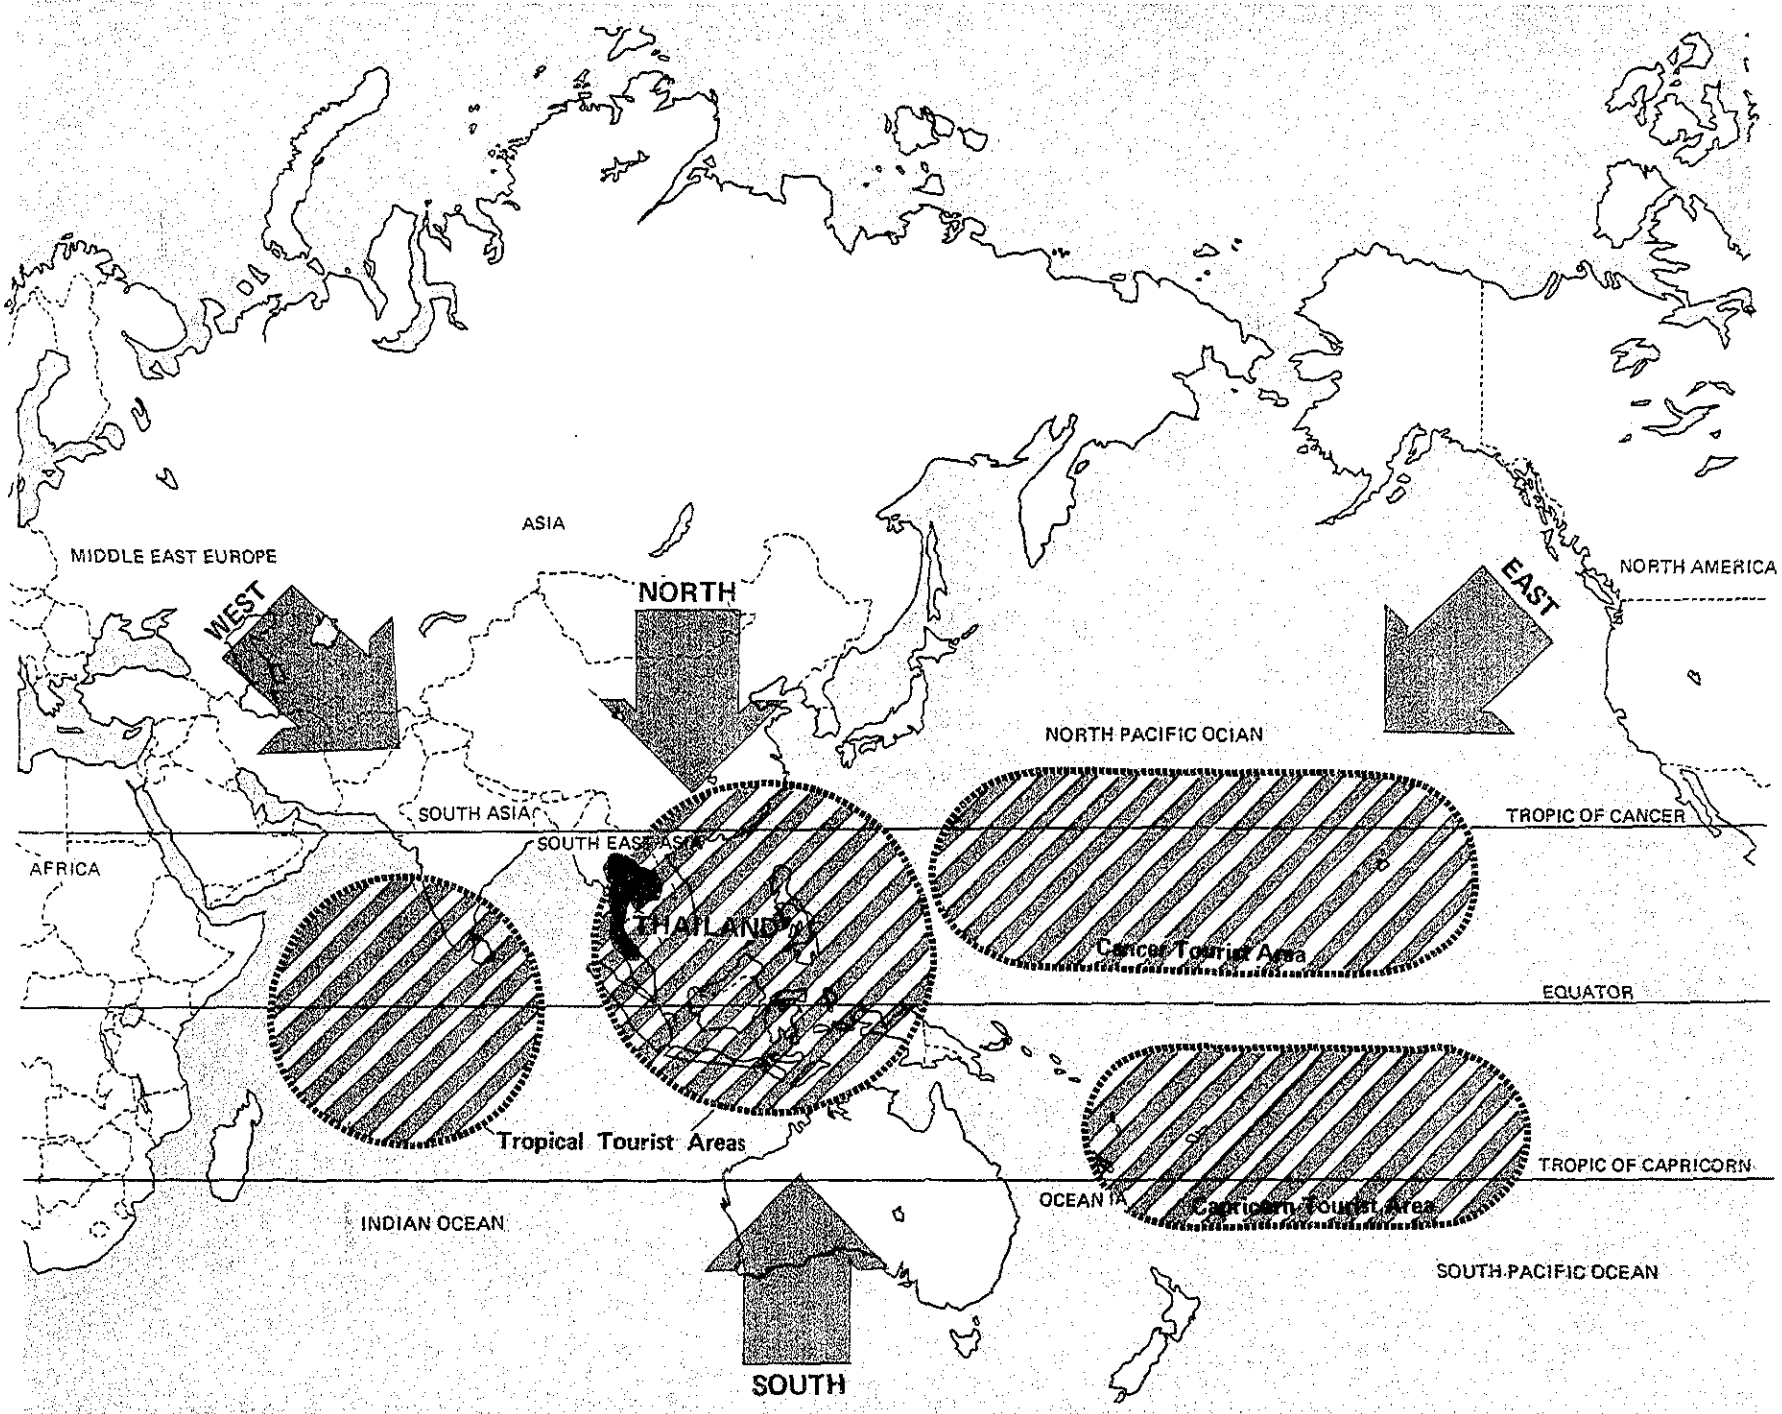 ASIA
MIDDLE EAST EUROPE
NORTH AMERICA
WEST
NORTH
EAST
NORTH PACIFIC OCIAN
SOUTH ASIA
TROPIC OF CANCER
SOUTH EAST ASIA
AFRICA
THAILAND
Cancer Tourist Area
EQUATOR
Tropical Tourist Areas
TROPIC OF CAPRICORN
OCEANIA
Capricorn Tourist Area
INDIAN OCEAN
SOUTH PACIFIC OCEAN
SOUTH